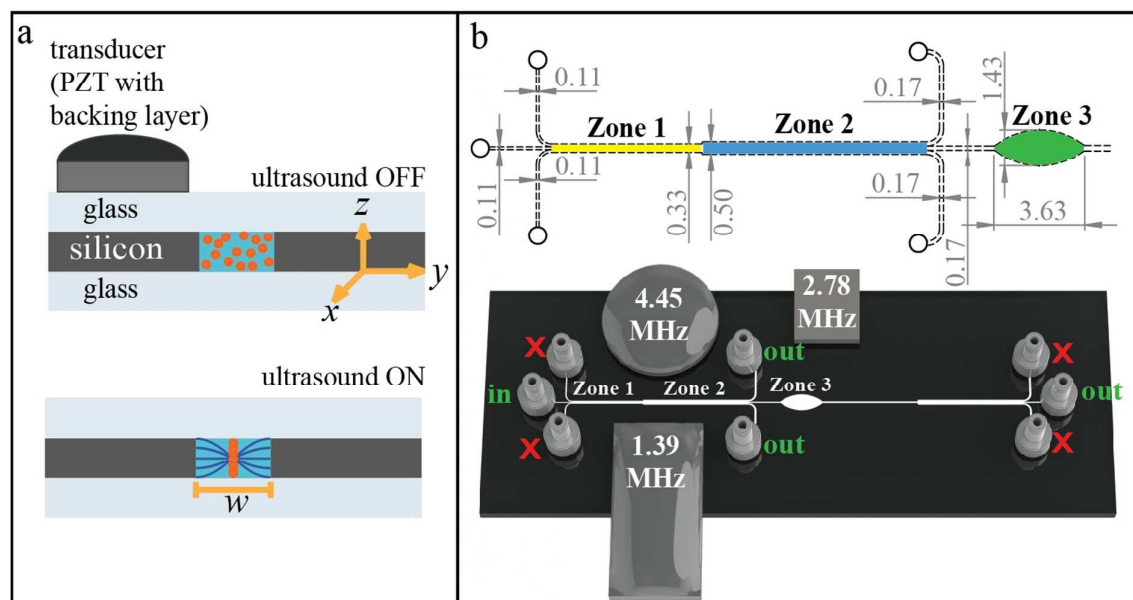 a
transducer
(PZT with
backing layer)
ultrasound OFF
glass
silicon
glass
z
y
x
ultrasound ON
w
b
0.11
0.11
0.11
Zone 1
0.33
0.50
Zone 2
0.17
0.17
0.17
1.43
Zone 3
3.63
4.45
MHz
2.78
MHz
X
out
X
in
Zone 1
Zone 2
Zone 3
out
X
out
X
1.39
MHz